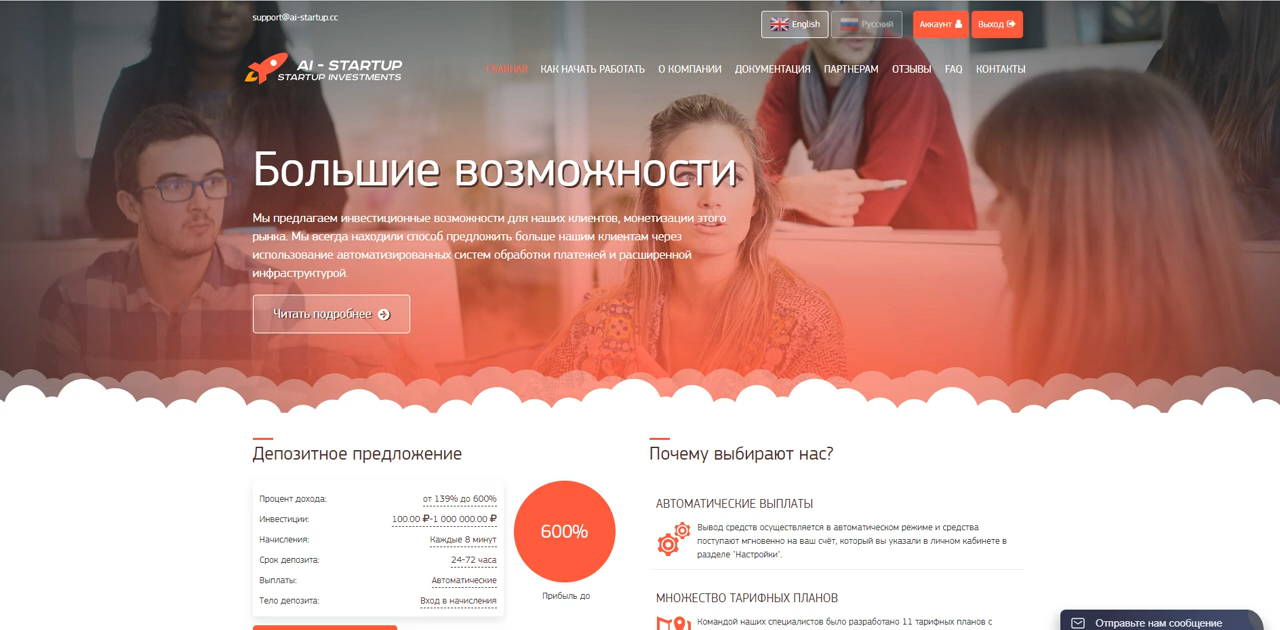 support@ai-startup.cc
English
Русский
Аккаунт
Выход
AI - STARTUP
STARTUP INVESTMENTS
ГЛАВНАЯ
КАК НАЧАТЬ РАБОТАТЬ
О КОМПАНИИ
ДОКУМЕНТАЦИЯ
ПАРТНЕРАМ
ОТЗЫВЫ
FAQ
КОНТАКТЫ
Большие возможности
Мы предлагаем инвестиционные возможности для наших клиентов, монетизации этого
рынка. Мы всегда находили способ предложить больше нашим клиентам через
использование автоматизированных систем обработки платежей и расширенной
инфраструктурой.
Читать подробнее
Депозитное предложение
Процент дохода: от 139% до 600%
Инвестиции: 100.00 ₽-1 000 000.00 ₽
Начисления: Каждые 8 минут
Срок депозита: 24-72 часа
Выплаты: Автоматические
Тело депозита: Вход в начисления
600%
Прибыль до
Почему выбирают нас?
АВТОМАТИЧЕСКИЕ ВЫПЛАТЫ
Вывод средств осуществляется в автоматическом режиме и средства
поступают мгновенно на ваш счёт, который вы указали в личном кабинете в
разделе "Настройки".
МНОЖЕСТВО ТАРИФНЫХ ПЛАНОВ
Командой наших специалистов было разработано 11 тарифных планов с
Отправьте нам сообщение